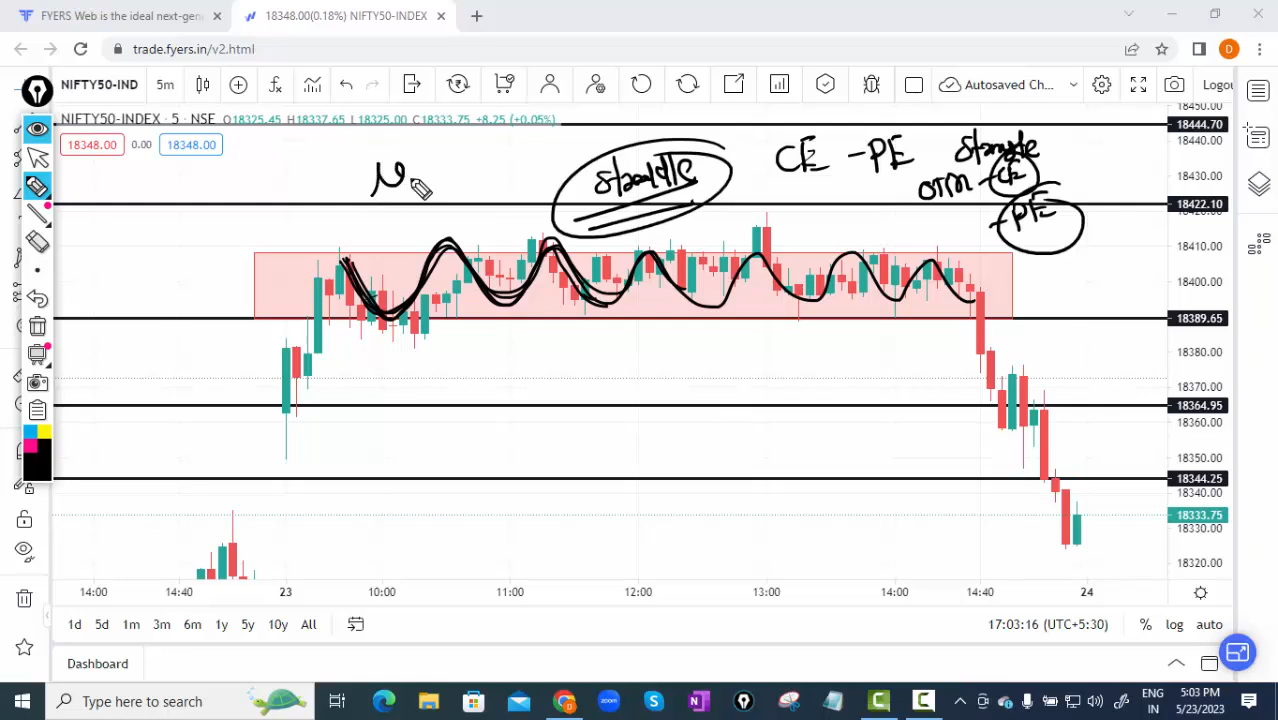 FYERS Web is the ideal next-gen
18348.00(0.18%) NIFTY50-INDEX
trade.fyers.in/v2.html
D
NIFTY50-IND 5m Autosaved Ch... Logou
NIFTY50-INDEX · 5 · NSE O18325.45 H18337.65 L18325.00 C18333.75 +8.25 (+0.05%)
18348.00 0.00 18348.00
straddle
CE - PE
OTM - CE
- PE
18450.00
18444.70
18440.00
18430.00
18422.10
18420.00
18410.00
18400.00
18389.65
18380.00
18370.00
18364.95
18360.00
18350.00
18344.25
18340.00
18333.75
18330.00
18320.00
14:00 14:40 23 10:00 11:00 12:00 13:00 14:00 14:40 24
1d 5d 1m 3m 6m 1y 5y 10y All 17:03:16 (UTC+5:30) % log auto
Dashboard
Type here to search
ENG
IN
5:03 PM
5/23/2023